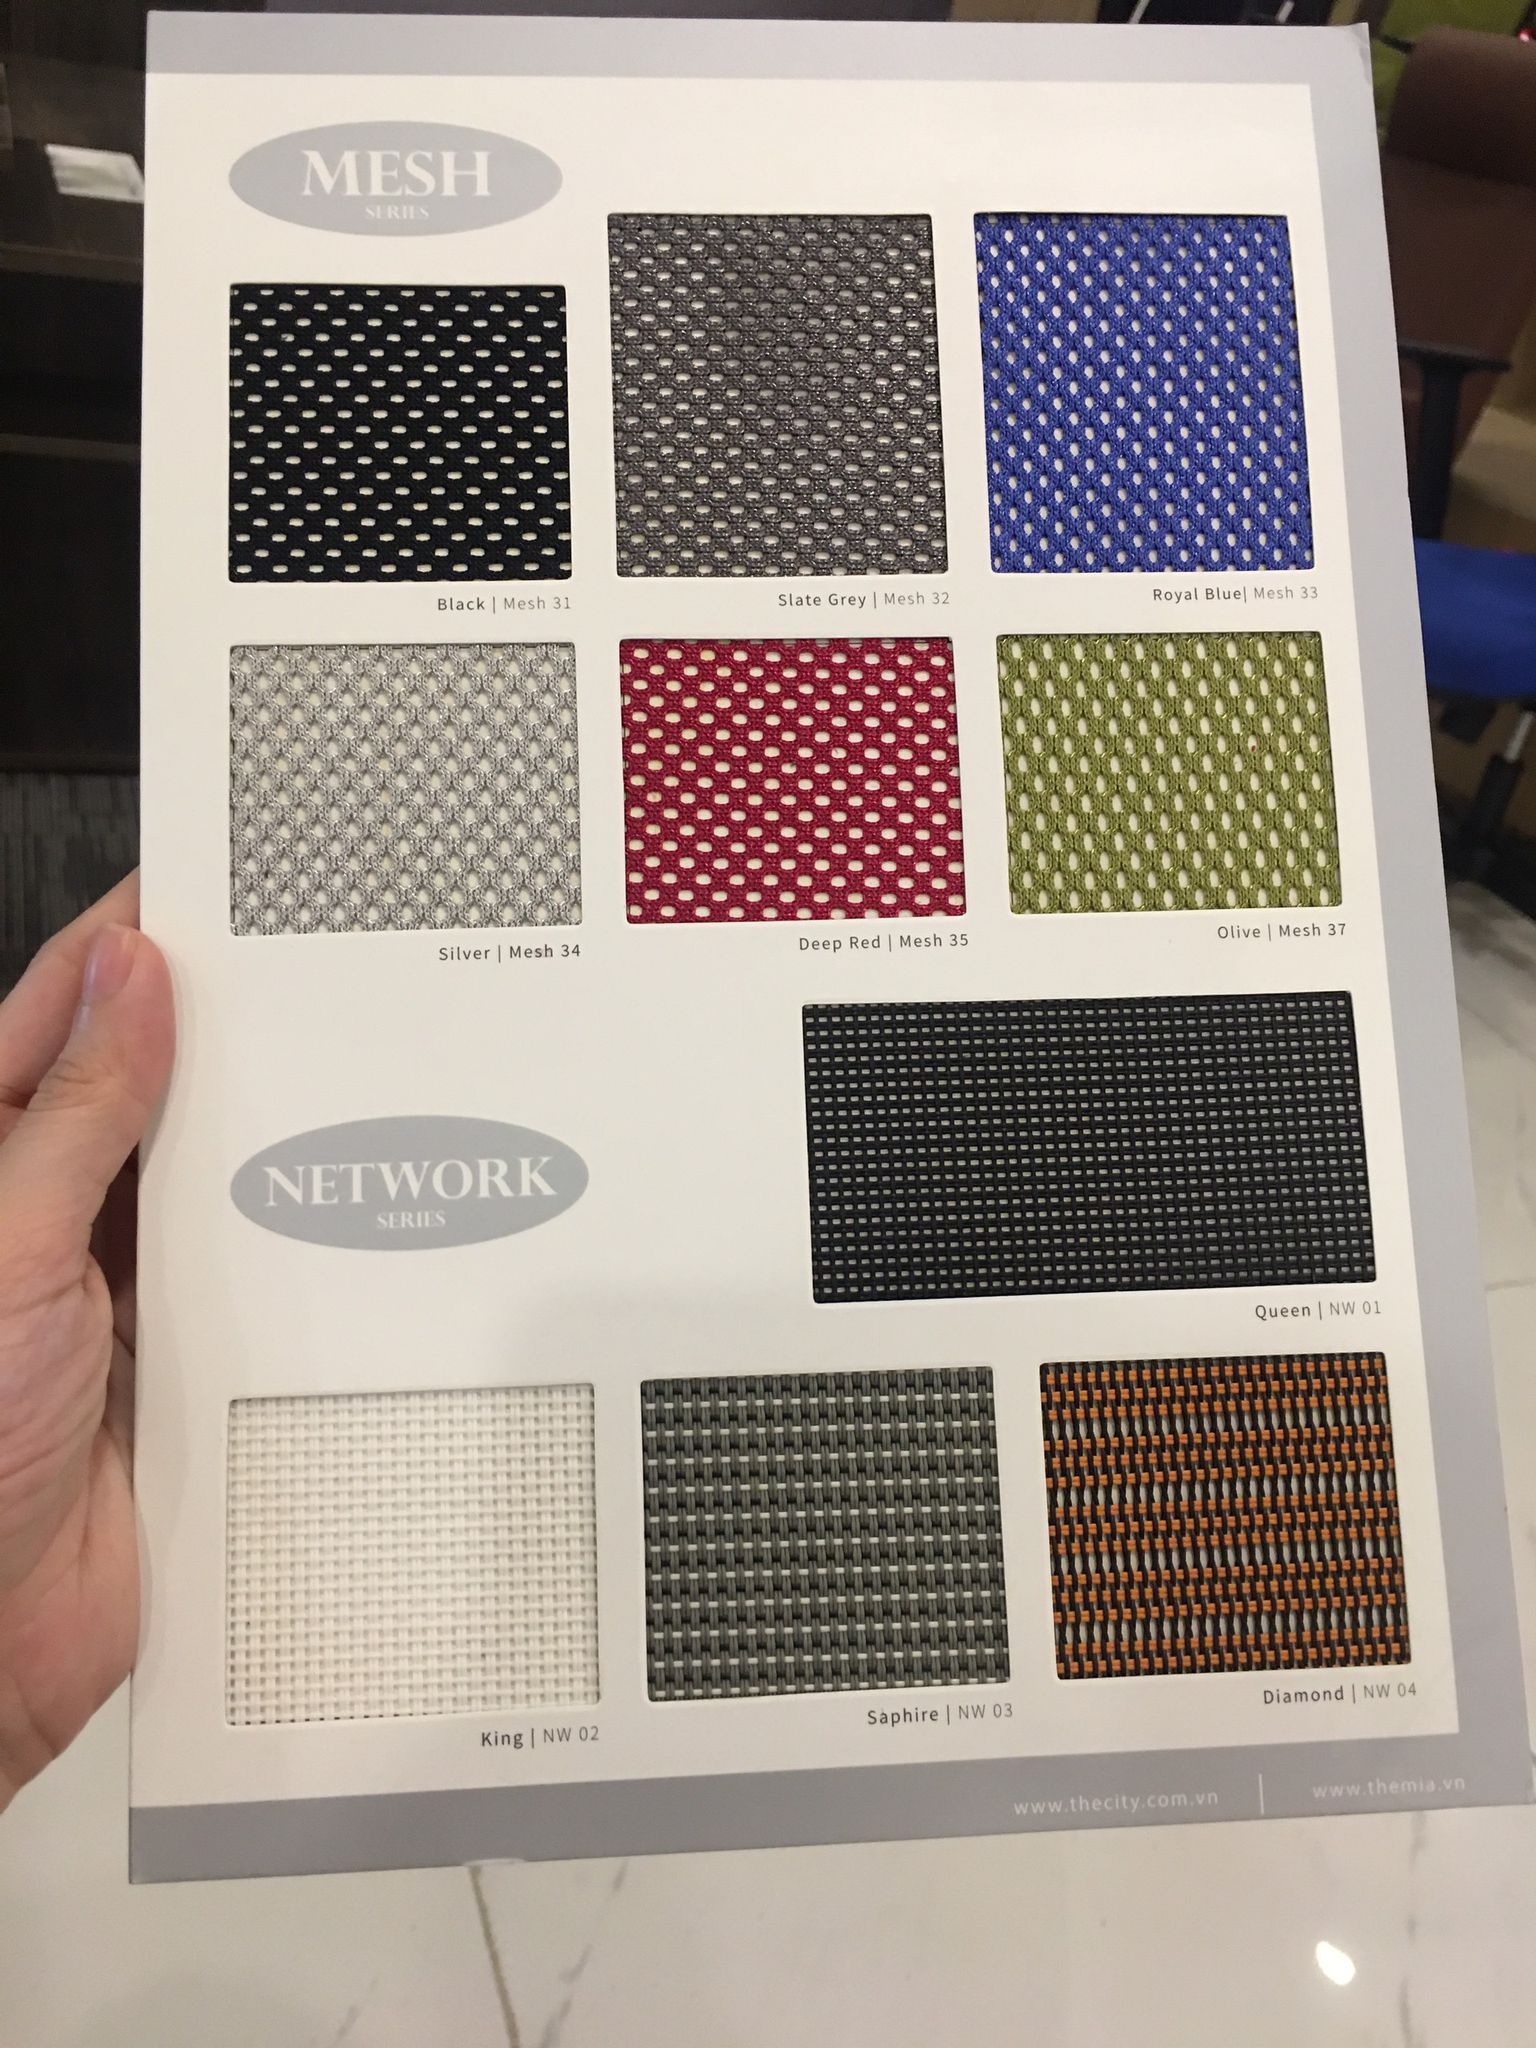 MESH
SERIES
Black | Mesh 31
Slate Grey | Mesh 32
Royal Blue| Mesh 33
Silver | Mesh 34
Deep Red | Mesh 35
Olive | Mesh 37
NETWORK
SERIES
Queen | NW 01
King | NW 02
Saphire | NW 03
Diamond | NW 04
www.thecity.com.vn | www.themia.vn